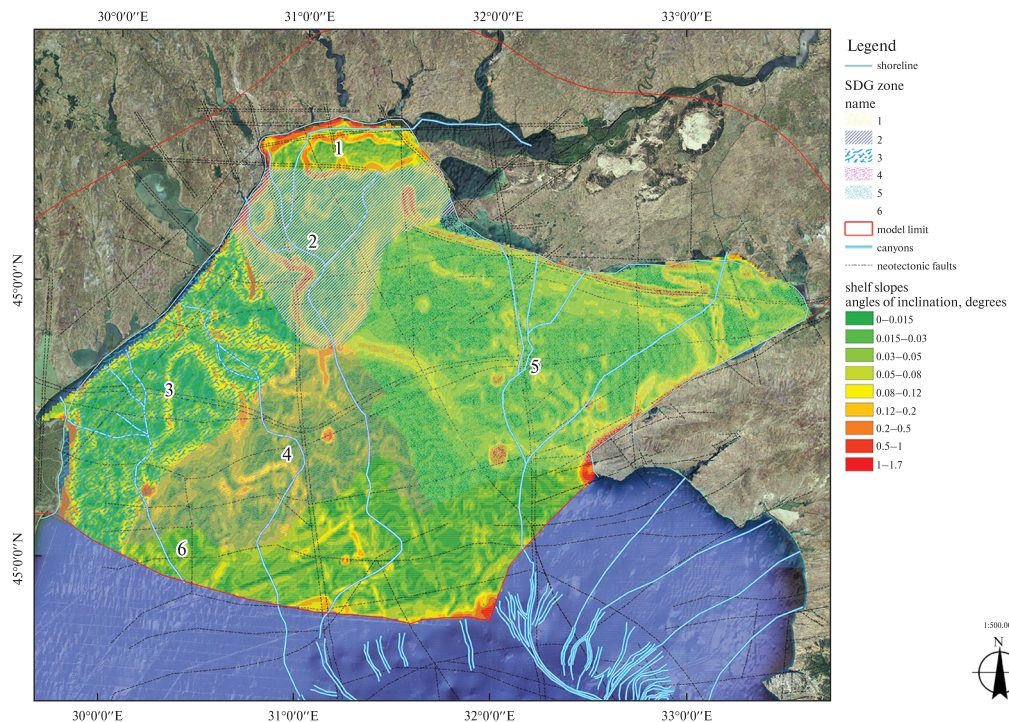 30°0′0′′E 31°0′0′′E 32°0′0′′E 33°0′0′′E
Legend
shoreline
SDG zone
name
1
2
3
4
5
6
model limit
canyons
neotectonic faults
shelf slopes
angles of inclination, degrees
0–0.015
0.015–0.03
0.03–0.05
0.05–0.08
0.08–0.12
0.12–0.2
0.2–0.5
0.5–1
1–1.7
45°0′0′′N
45°0′0′′N
1
2
3
4
5
6
N
30°0′0′′E 31°0′0′′E 32°0′0′′E 33°0′0′′E